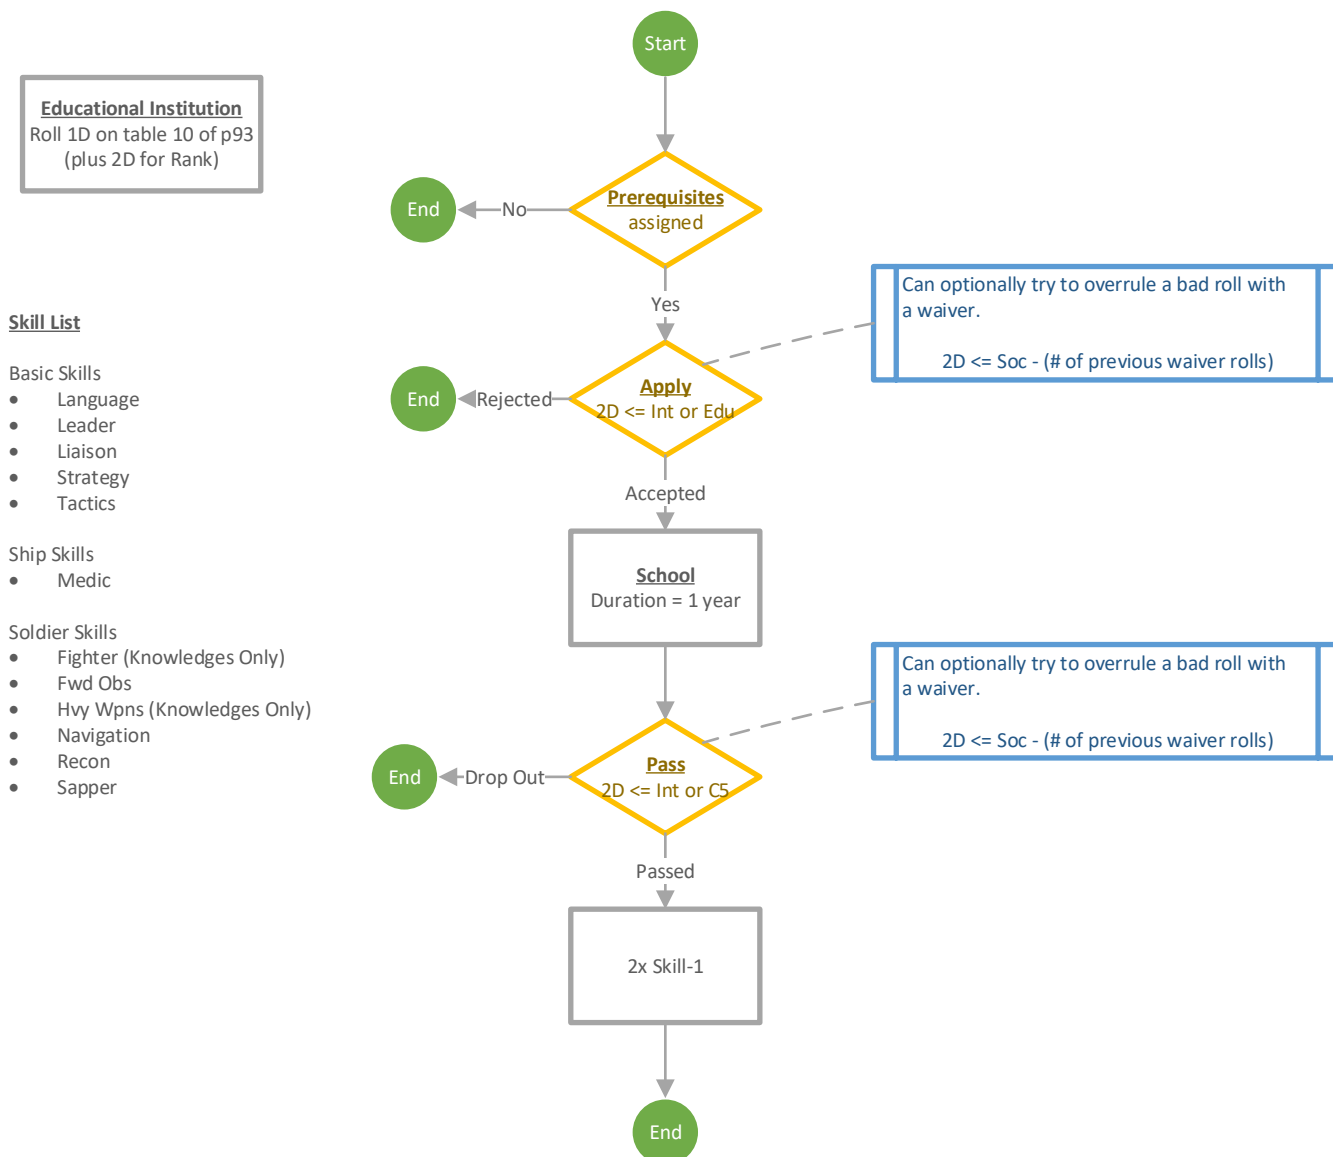 Start
Educational Institution
Roll 1D on table 10 of p93
(plus 2D for Rank)
Prerequisites
assigned
No
End
Yes
Can optionally try to overrule a bad roll with
a waiver.
2D <= Soc - (# of previous waiver rolls)
Apply
2D <= Int or Edu
Rejected
End
Accepted
Skill List
Basic Skills
• Language
• Leader
• Liaison
• Strategy
• Tactics
Ship Skills
• Medic
Soldier Skills
• Fighter (Knowledges Only)
• Fwd Obs
• Hvy Wpns (Knowledges Only)
• Navigation
• Recon
• Sapper
School
Duration = 1 year
Can optionally try to overrule a bad roll with
a waiver.
2D <= Soc - (# of previous waiver rolls)
Pass
2D <= Int or C5
Drop Out
End
Passed
2x Skill-1
End